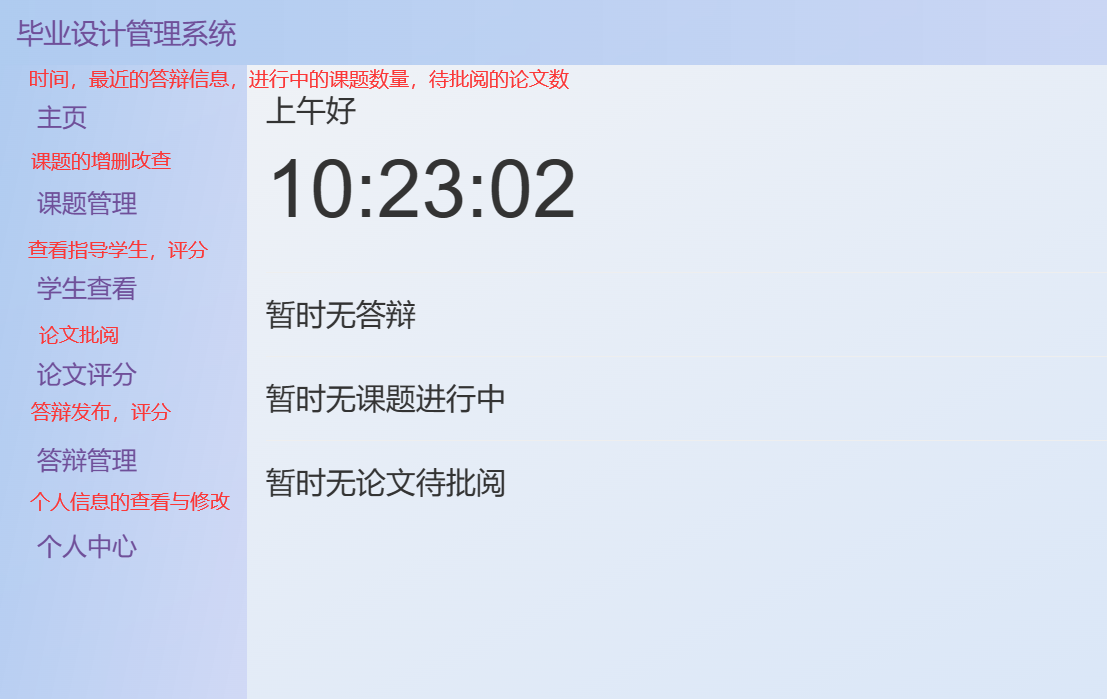 毕业设计管理系统
时间，最近的答辩信息，进行中的课题数量，待批阅的论文数
主页
上午好
课题的增删改查
10:23:02
课题管理
查看指导学生，评分
学生查看
暂时无答辩
论文批阅
论文评分
暂时无课题进行中
答辩发布，评分
答辩管理
暂时无论文待批阅
个人信息的查看与修改
个人中心